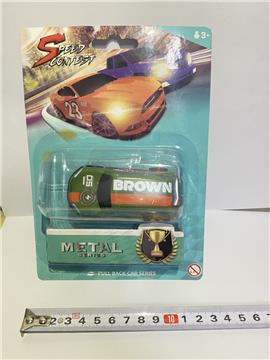 SPEED
CONTEST
3+
23
05
BROWN
METAL
SERIES
PULL BACK CAR SERIES
2 3 4 5 6 7 8 9 10 1 2 3 4 5 6 7